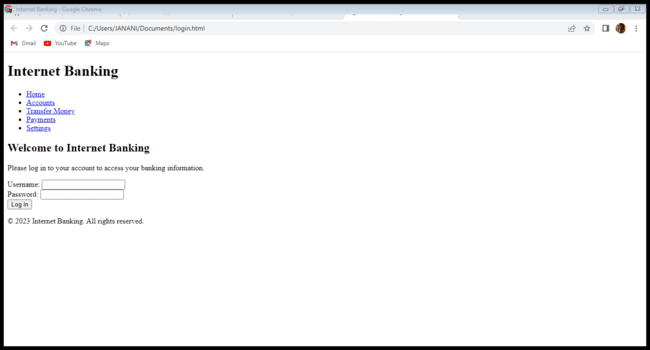 Internet Banking - Google Chrome
File
C:/Users/JANANI/Documents/login.html
Gmail
YouTube
Maps
Internet Banking
Home
Accounts
Transfer Money
Payments
Settings
Welcome to Internet Banking
Please log in to your account to access your banking information.
Username:
Password:
Log In
© 2023 Internet Banking. All rights reserved.